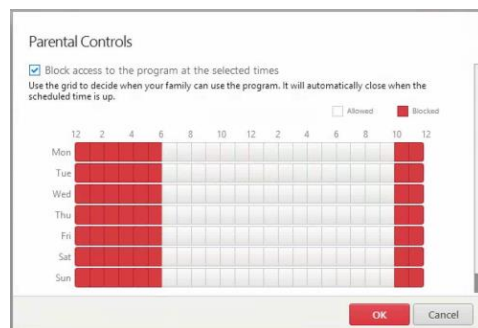 Parental Controls
Block access to the program at the selected times
Use the grid to decide when your family can use the program. It will automatically close when the
scheduled time is up.
Allowed Blocked
12 2 4 6 8 10 12 2 4 6 8 10 12
Mon
Tue
Wed
Thu
Fri
Sat
Sun
OK Cancel